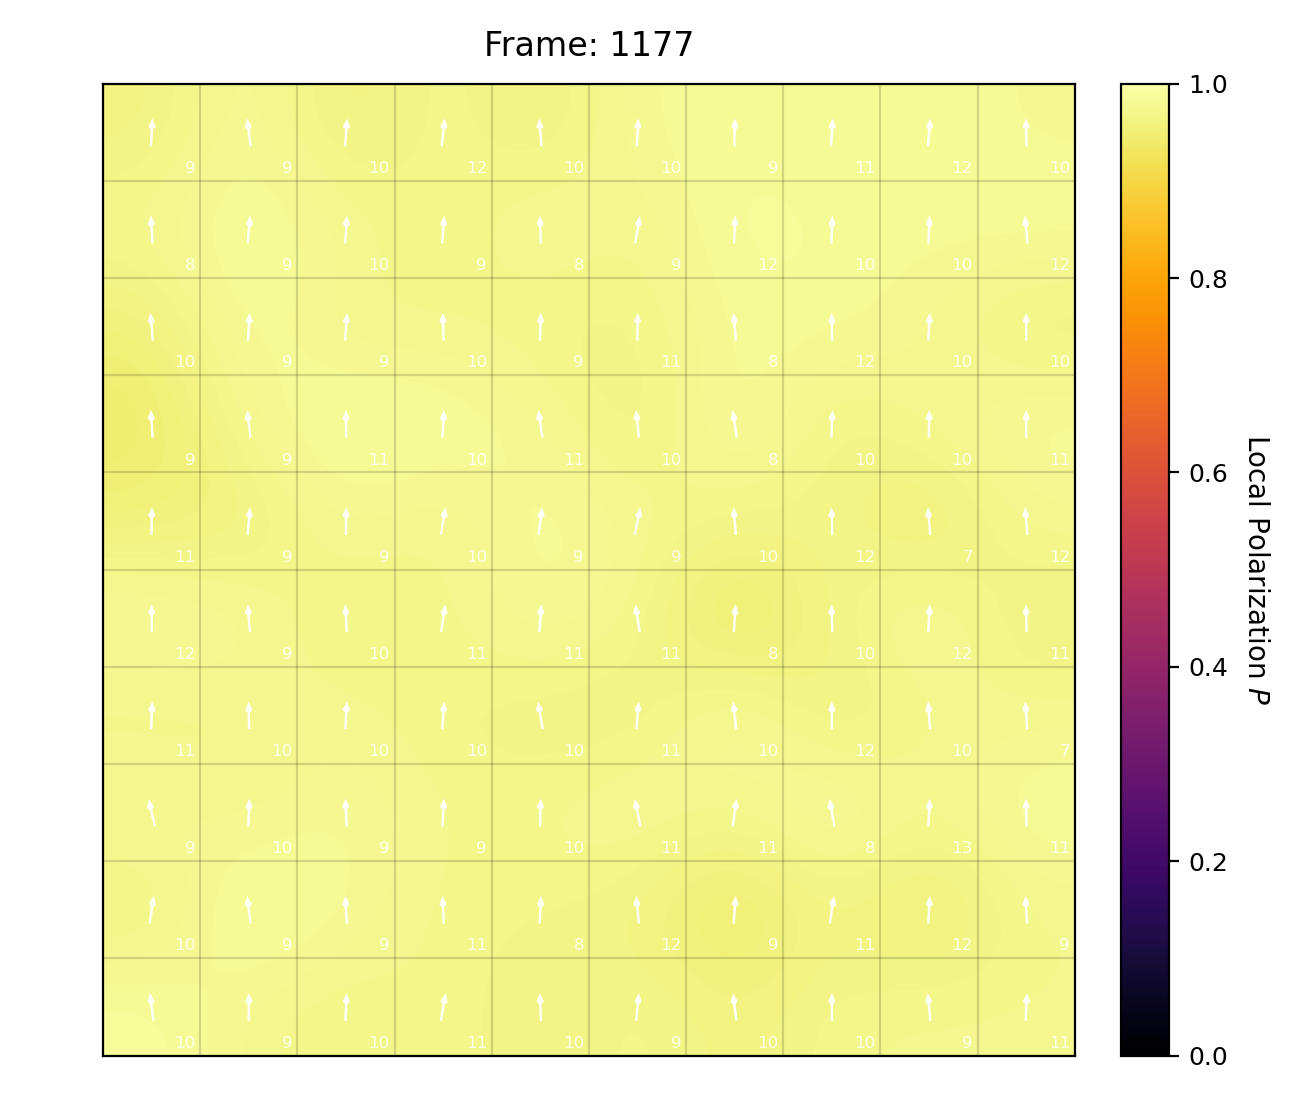 Frame: 1177
9 9 10 12 10 10 9 11 12 10
8 9 10 9 8 9 12 10 10 12
10 9 9 10 9 11 8 12 10 10
9 9 11 10 11 10 8 10 10 11
11 9 9 10 9 9 10 12 7 12
12 9 10 11 11 11 8 10 12 11
11 10 10 10 10 11 10 12 10 7
9 10 9 9 10 11 11 8 13 11
10 9 9 11 8 12 9 11 12 9
10 9 10 11 10 9 10 10 9 11
1.0
0.8
0.6
0.4
0.2
0.0
Local Polarization P